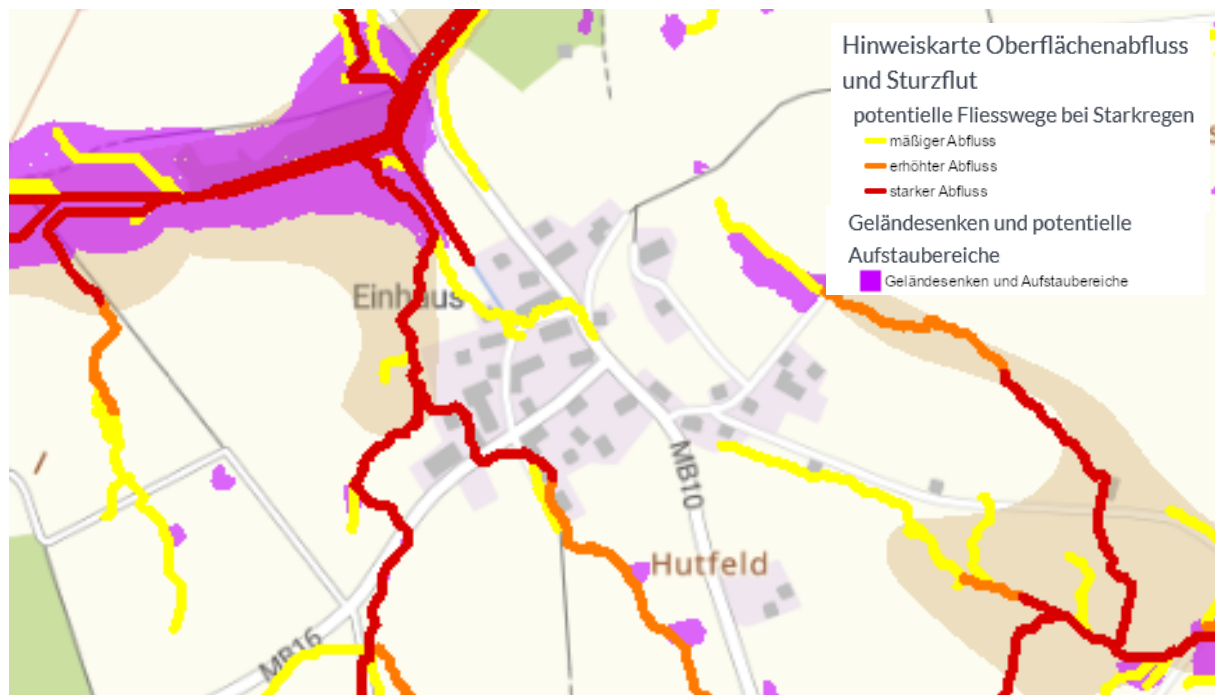 Hinweiskarte Oberflächenabfluss
und Sturzflut
potentielle Fliesswege bei Starkregen
mäßiger Abfluss
erhöhter Abfluss
starker Abfluss
Geländesenken und potentielle
Aufstaubereiche
Geländesenken und Aufstaubereiche
Einhaus
MB10
Hutfeld
MB16